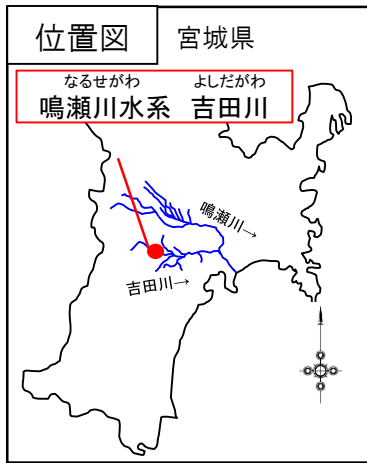 位置図
宮城県
なるせがわ よしだがわ
鳴瀬川水系 吉田川
鳴瀬川→
吉田川→